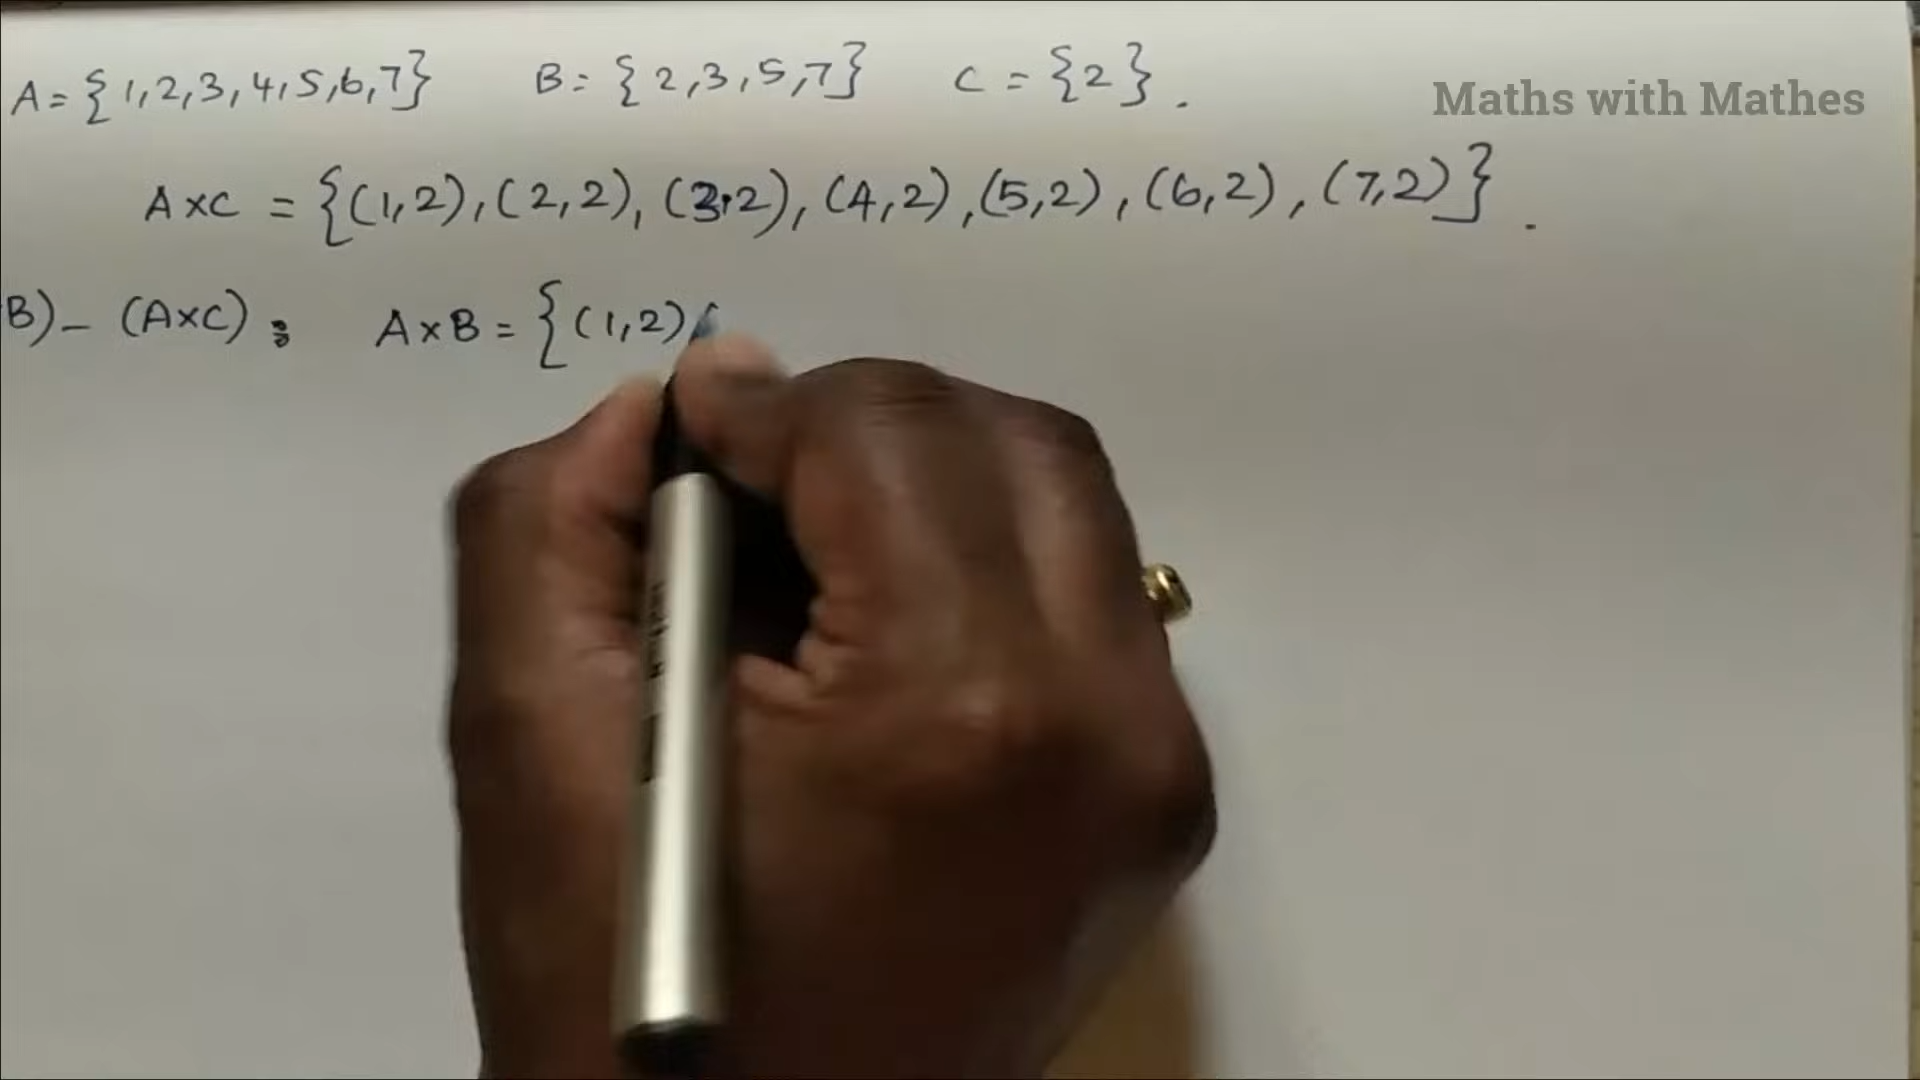 A = {1,2,3,4,5,6,7} B = {2,3,5,7} C = {2}.
Maths with Mathes
A×C = {(1,2),(2,2),(3,2),(4,2),(5,2),(6,2),(7,2)}.
B) - (A×C) : A×B = {(1,2)(